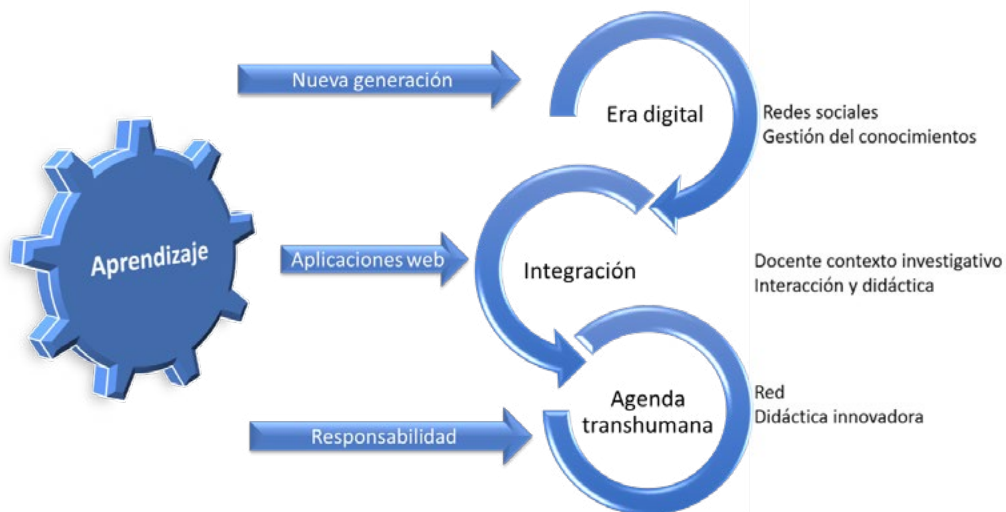 Aprendizaje
Nueva generación
Era digital
Redes sociales
Gestión del conocimientos
Aplicaciones web
Integración
Docente contexto investigativo
Interacción y didáctica
Responsabilidad
Agenda
transhumana
Red
Didáctica innovadora